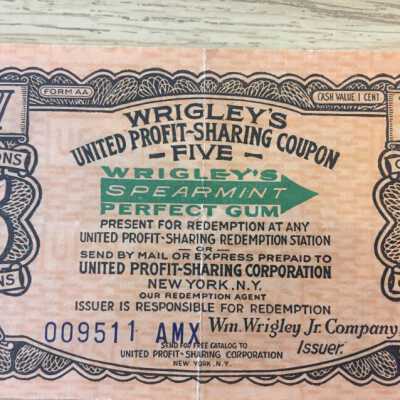 FORM AA
CASH VALUE 1 CENT
WRIGLEY'S
UNITED PROFIT-SHARING COUPON
—FIVE—
WRIGLEY'S
SPEARMINT
PERFECT GUM
PRESENT FOR REDEMPTION AT ANY
UNITED PROFIT-SHARING REDEMPTION STATION
—OR—
SEND BY MAIL OR EXPRESS PREPAID TO
UNITED PROFIT-SHARING CORPORATION
NEW YORK, N.Y.
OUR REDEMPTION AGENT
ISSUER IS RESPONSIBLE FOR REDEMPTION
009511 AMX
Wm. Wrigley Jr. Company
Issuer.
SEND FOR FREE CATALOG TO
UNITED PROFIT-SHARING CORPORATION
NEW YORK, N.Y.